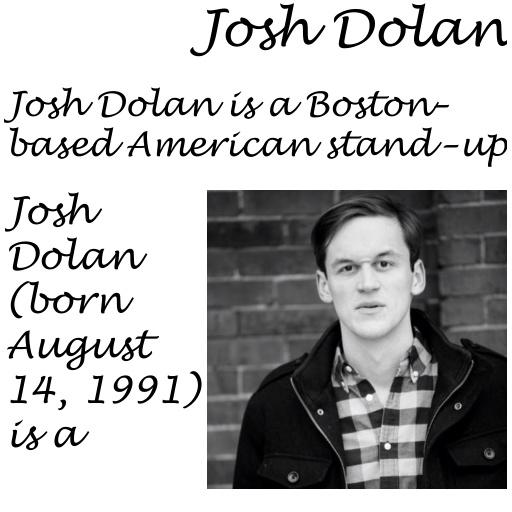 Josh Dolan
Josh Dolan is a Boston-
based American stand-up
Josh
Dolan
(born
August
14, 1991)
is a